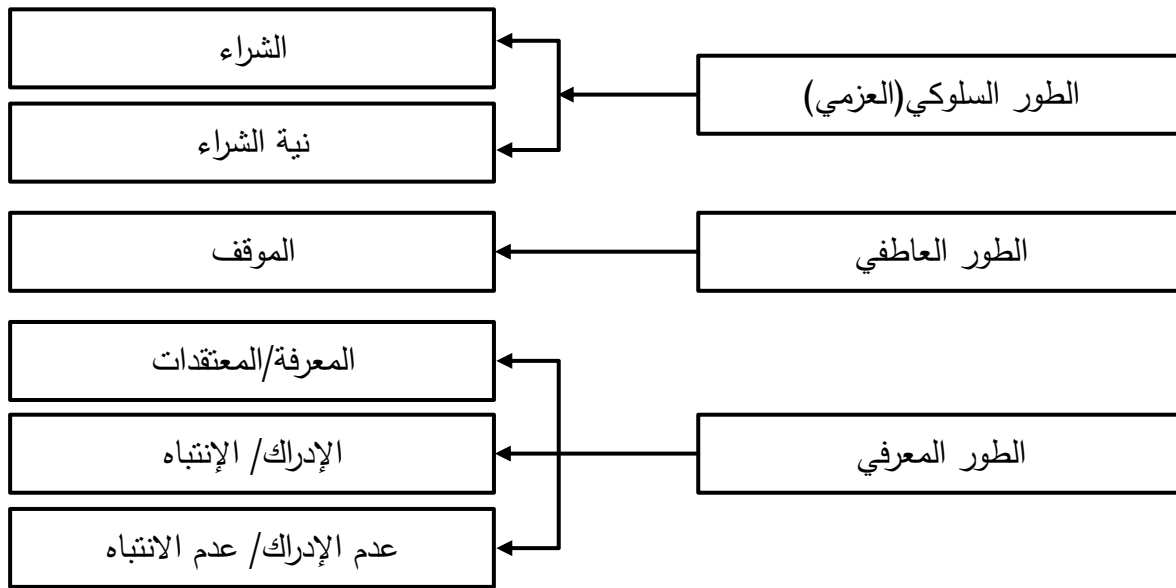 الطور السلوكي(العزمي)
الشراء
نية الشراء
الطور العاطفي
الموقف
الطور المعرفي
المعرفة/المعتقدات
الإدراك/ الإنتباه
عدم الإدراك/ عدم الانتباه